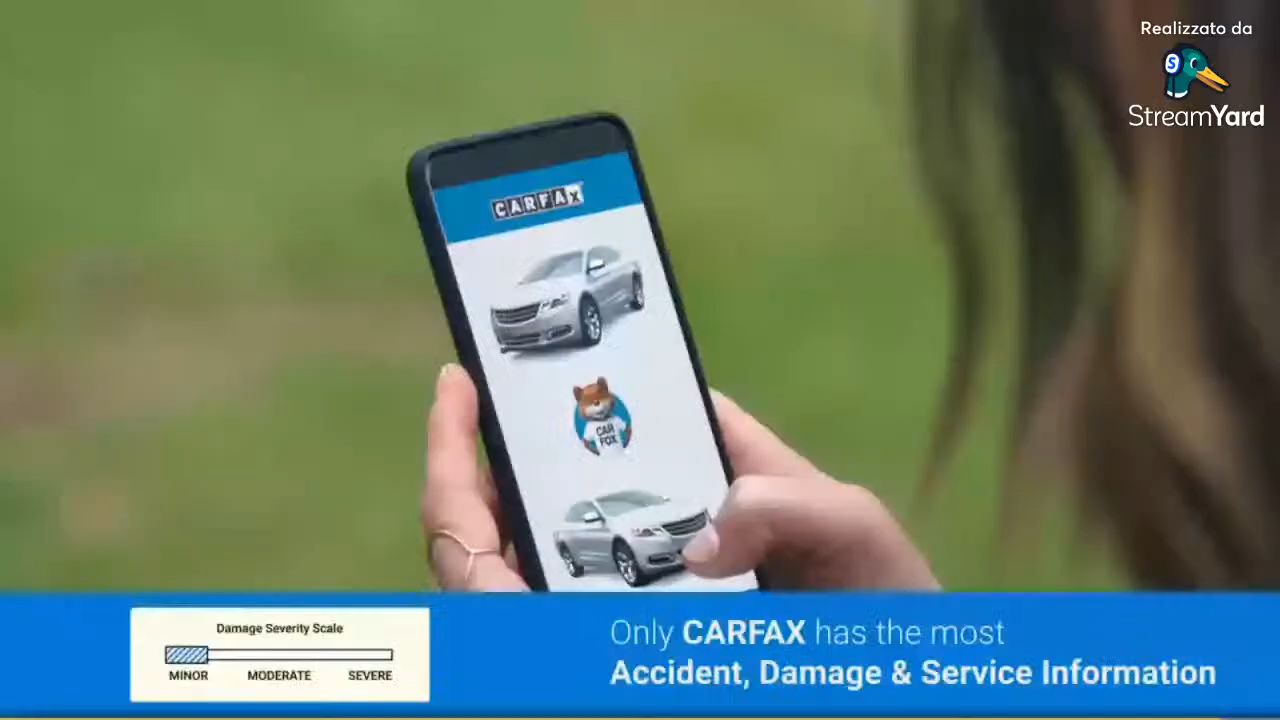 Realizzato da
StreamYard
CARFAX
CAR
FOX
Damage Severity Scale
MINOR MODERATE SEVERE
Only CARFAX has the most
Accident, Damage & Service Information